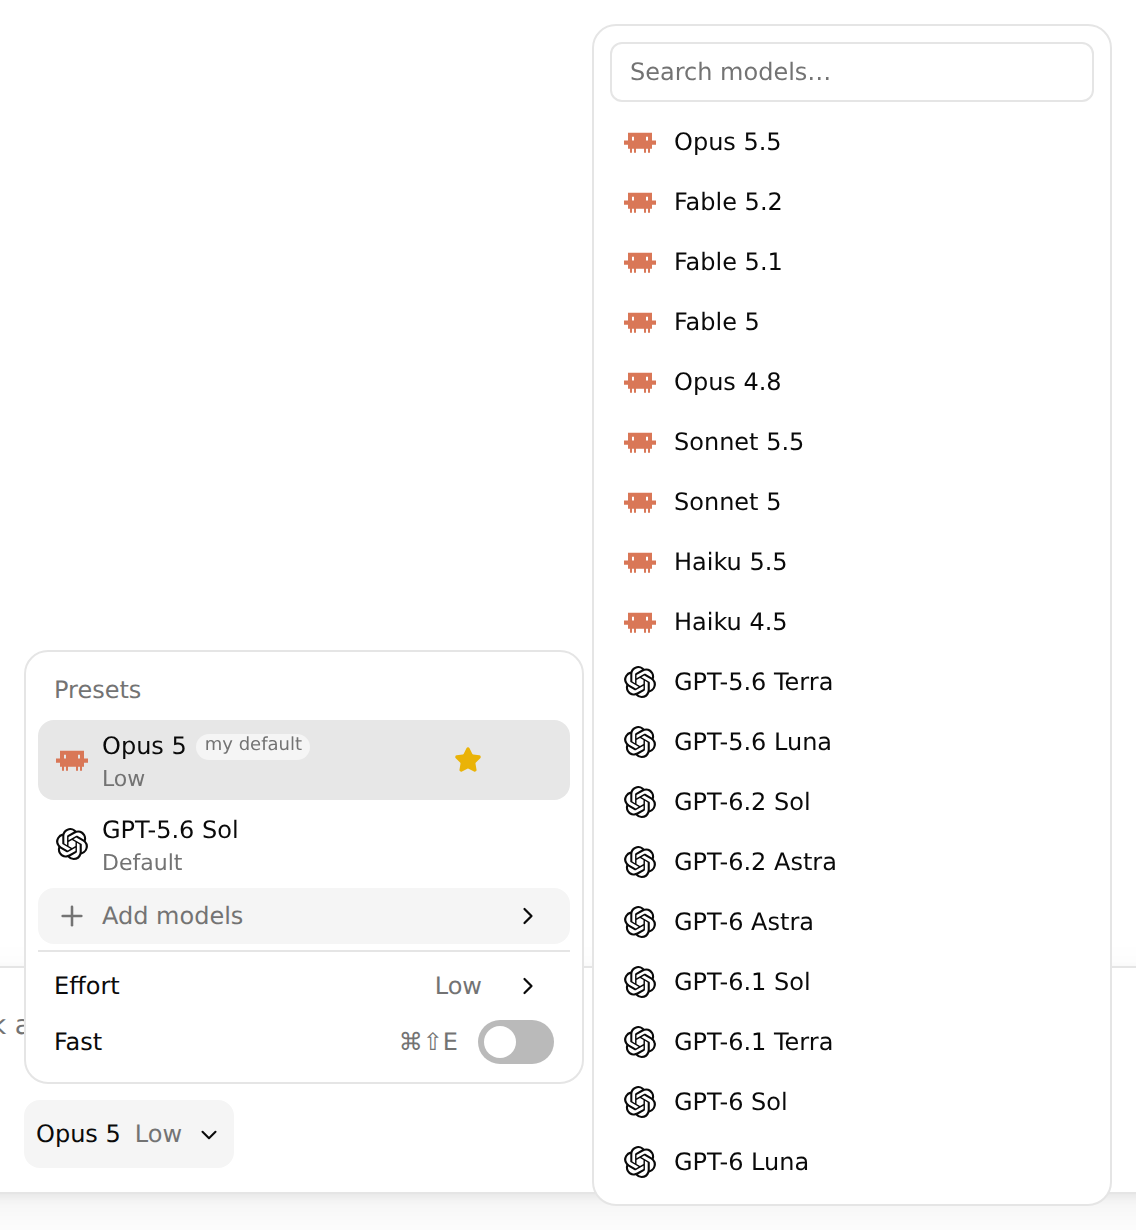 Search models...
Opus 5.5
Fable 5.2
Fable 5.1
Fable 5
Opus 4.8
Sonnet 5.5
Sonnet 5
Haiku 5.5
Haiku 4.5
GPT-5.6 Terra
GPT-5.6 Luna
GPT-6.2 Sol
GPT-6.2 Astra
GPT-6 Astra
GPT-6.1 Sol
GPT-6.1 Terra
GPT-6 Sol
GPT-6 Luna
Presets
Opus 5 my default
Low
GPT-5.6 Sol
Default
Add models
Effort Low
Fast ⌘⇧E
Opus 5 Low